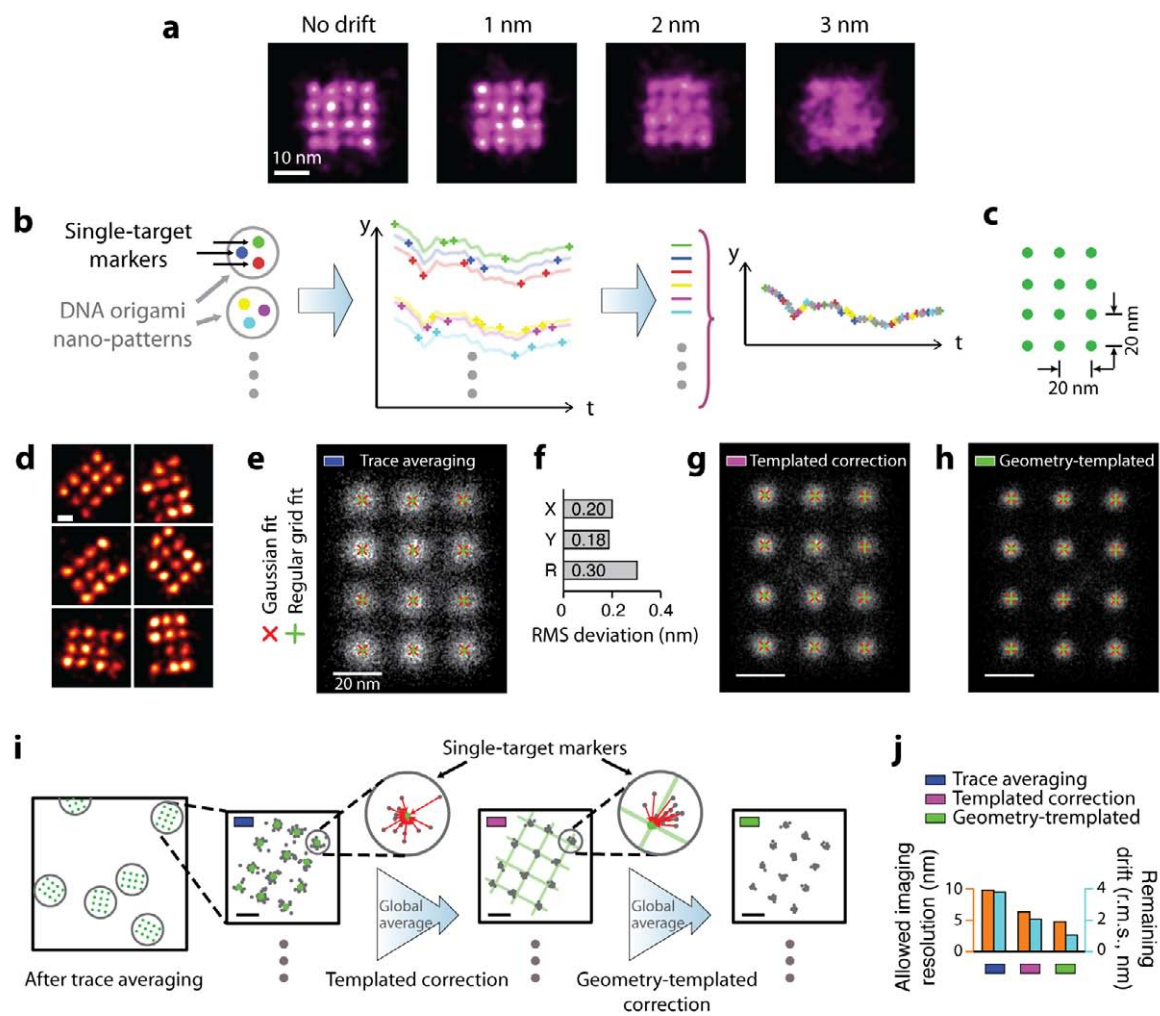 a
No drift
1 nm
2 nm
3 nm
10 nm
b
Single-target
markers
DNA origami
nano-patterns
y
t
y
t
c
20 nm
20 nm
d
e
Trace averaging
Gaussian fit
Regular grid fit
20 nm
f
X
0.20
Y
0.18
R
0.30
0
0.2
0.4
RMS deviation (nm)
g
Templated correction
h
Geometry-templated
i
Single-target markers
Global
average
Global
average
After trace averaging
Templated correction
Geometry-templated
correction
j
Trace averaging
Templated correction
Geometry-tremplated
Allowed imaging
resolution (nm)
10
5
0
4
2
0
Remaining
drift (r.m.s., nm)